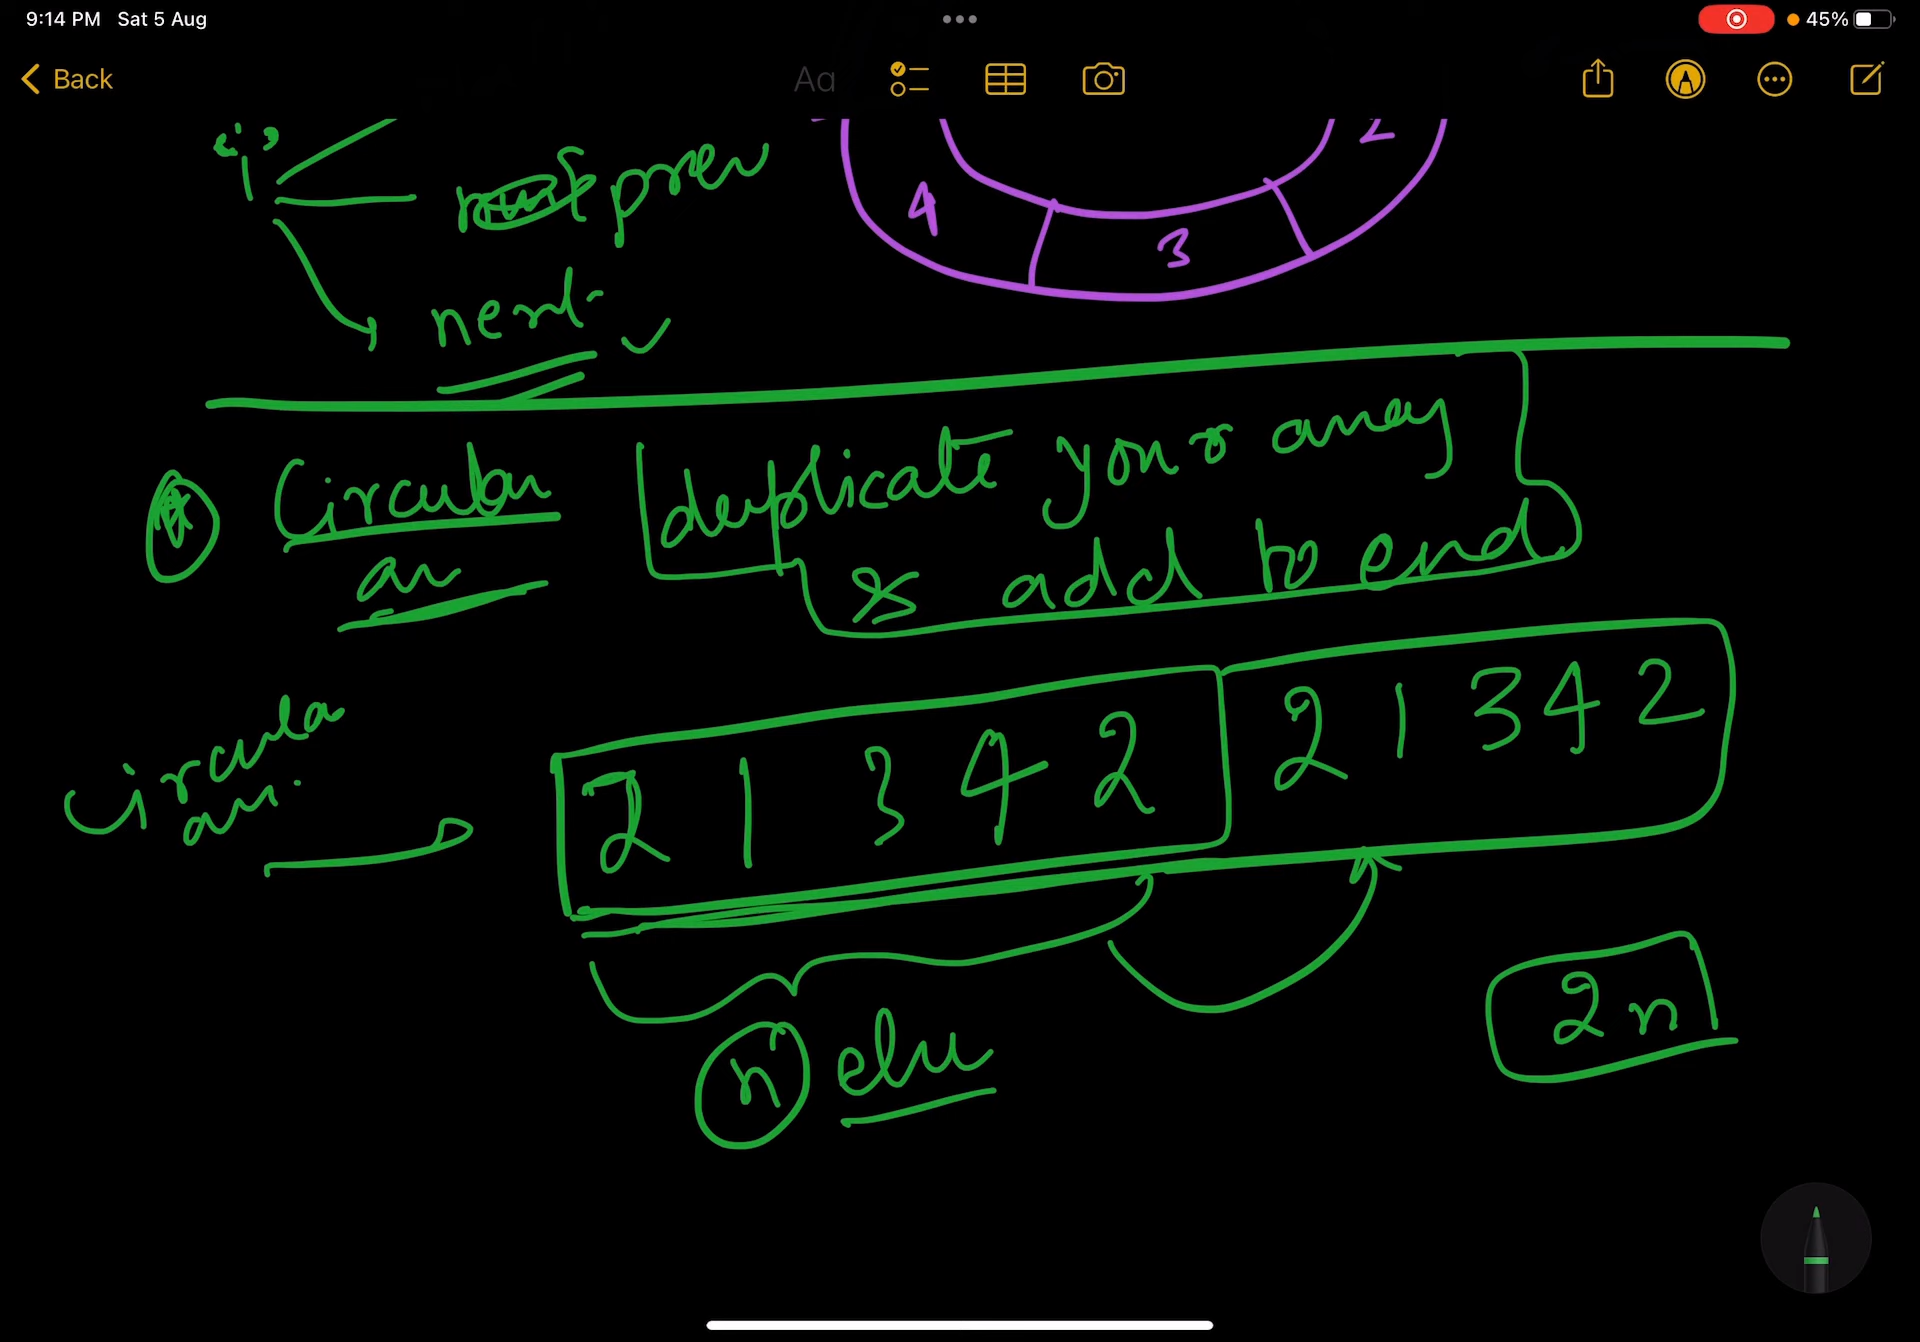 9:14 PM Sat 5 Aug
45%
Back
Aa
"i"
prev
2
4
3
next
Circular
arr
duplicate your array
& add to end
Circular
arr.
2 1 3 4 2 2 1 3 4 2
n ele
2n